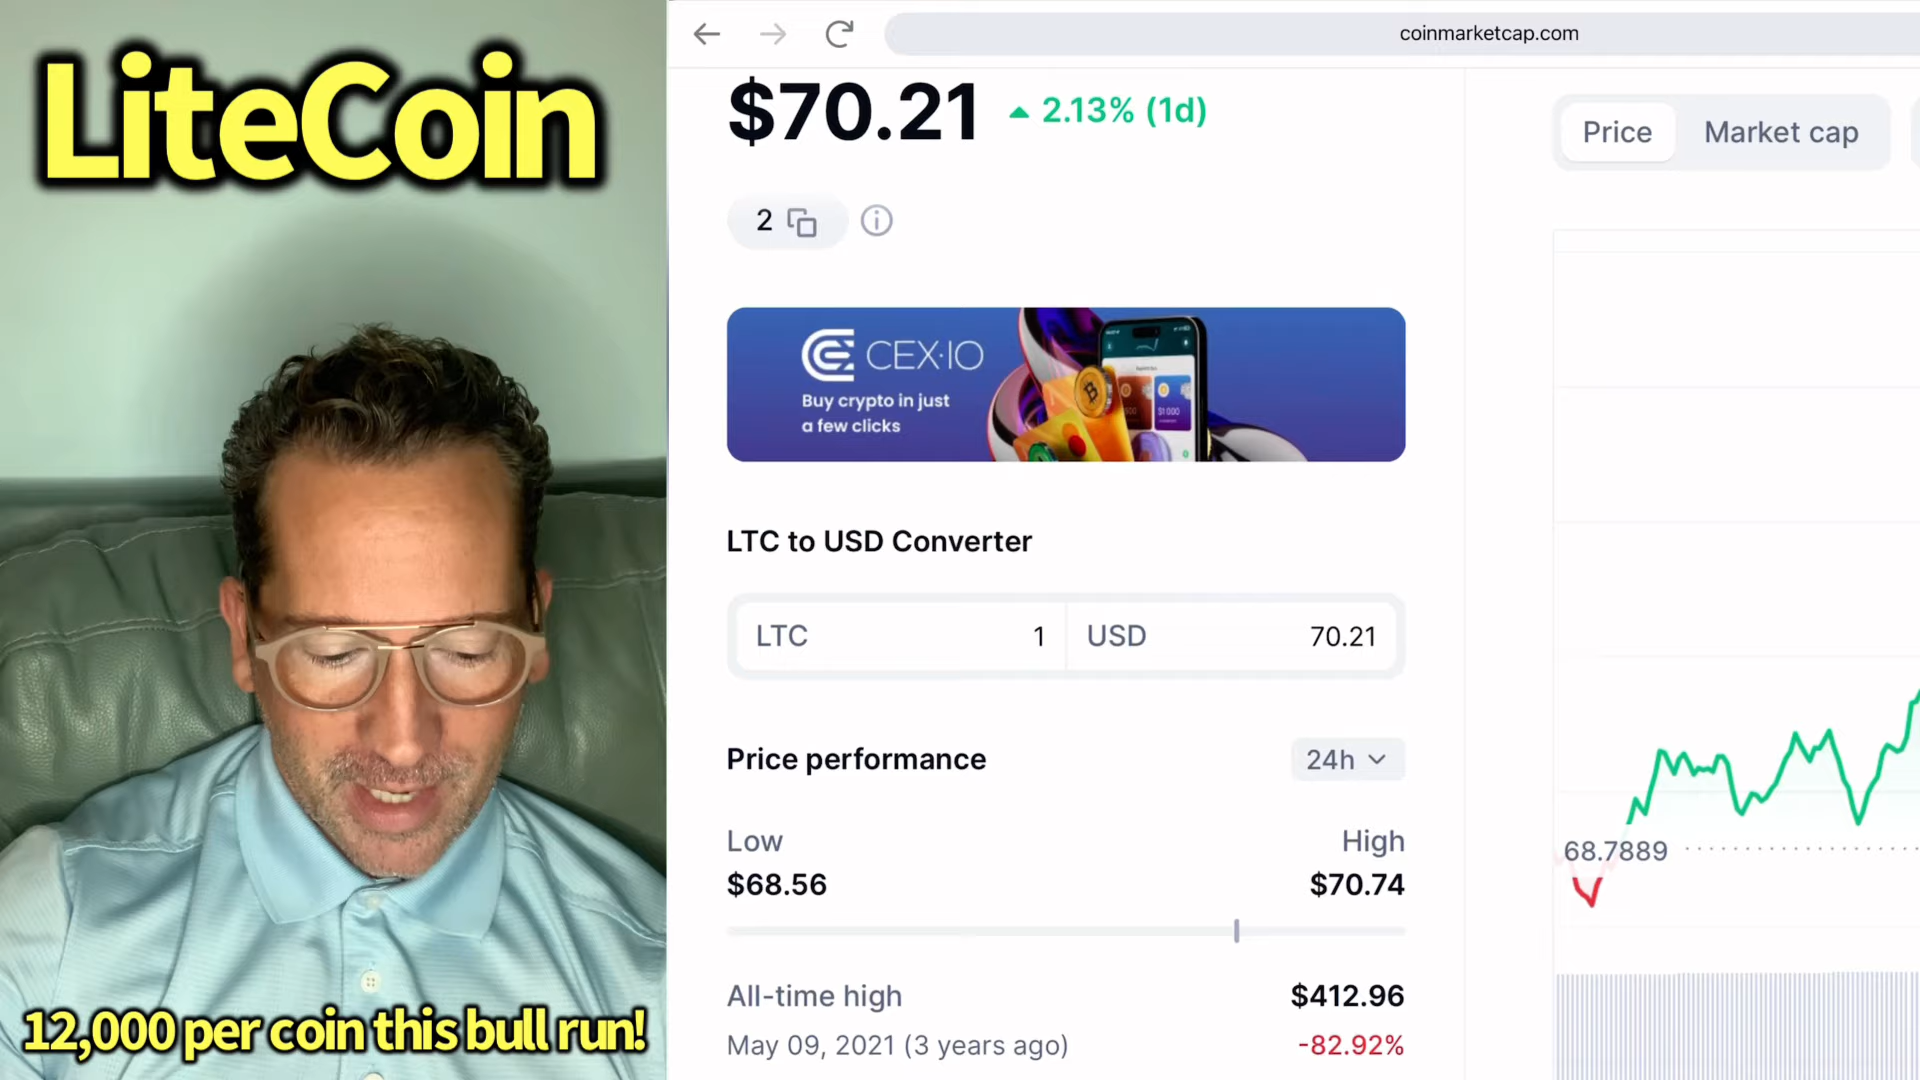 LiteCoin
12,000 per coin this bull run!
coinmarketcap.com
$70.21 2.13% (1d)
2
CEX·IO
Buy crypto in just
a few clicks
$1 000
LTC to USD Converter
LTC 1 USD 70.21
Price performance 24h
Low High
$68.56 $70.74
All-time high $412.96
May 09, 2021 (3 years ago) -82.92%
Price Market cap
68.7889